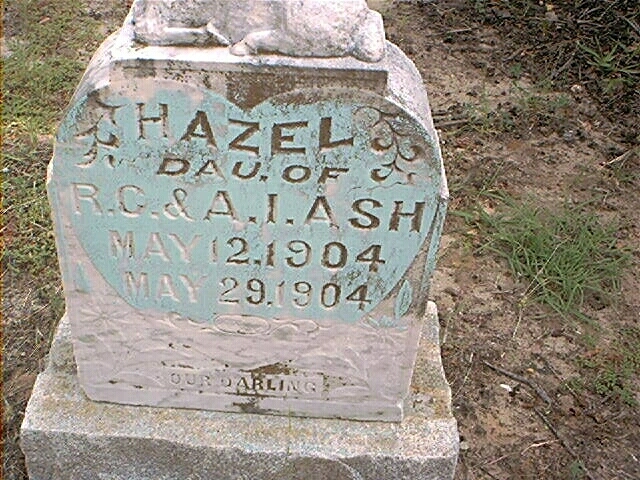 HAZEL
DAU. OF
R.C. & A.I. ASH
MAY 12, 1904
MAY 29, 1904
OUR DARLING